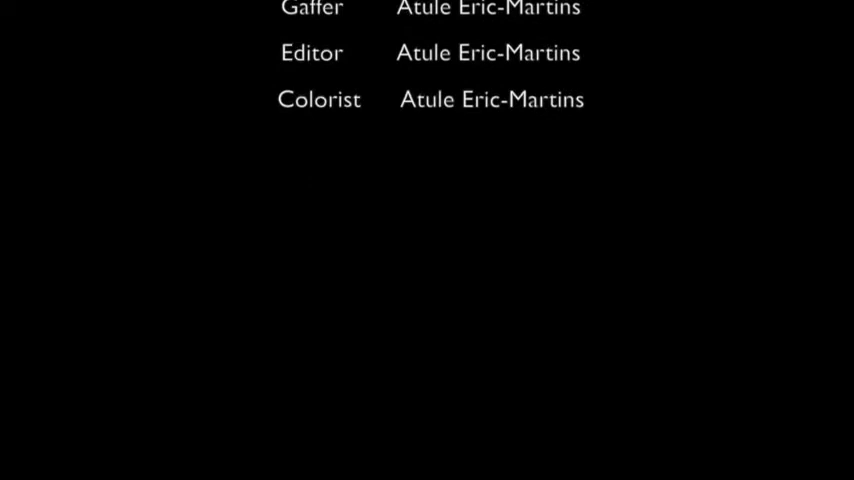 Gaffer Atule Eric-Martins
Editor Atule Eric-Martins
Colorist Atule Eric-Martins